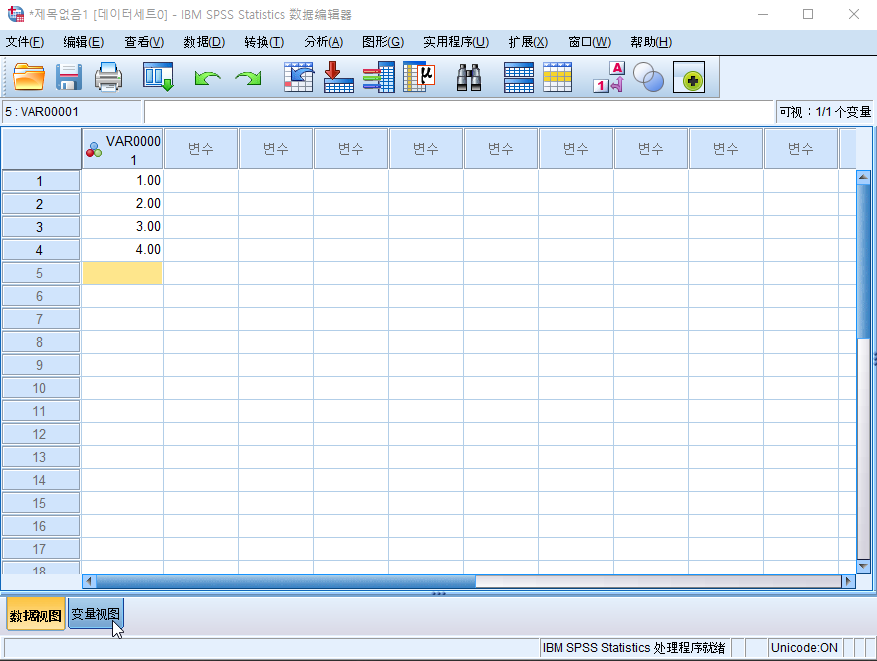 *제목없음1 [데이터세트0] - IBM SPSS Statistics 数据编辑器
文件(F) 编辑(E) 查看(V) 数据(D) 转换(T) 分析(A) 图形(G) 实用程序(U) 扩展(X) 窗口(W) 帮助(H)
5 : VAR00001 可视：1/1 个变量
VAR0000
1
변수 변수 변수 변수 변수 변수 변수 변수 변수
1 1.00
2 2.00
3 3.00
4 4.00
5
6
7
8
9
10
11
12
13
14
15
16
17
18
数据视图 变量视图
IBM SPSS Statistics 处理程序就绪 Unicode:ON